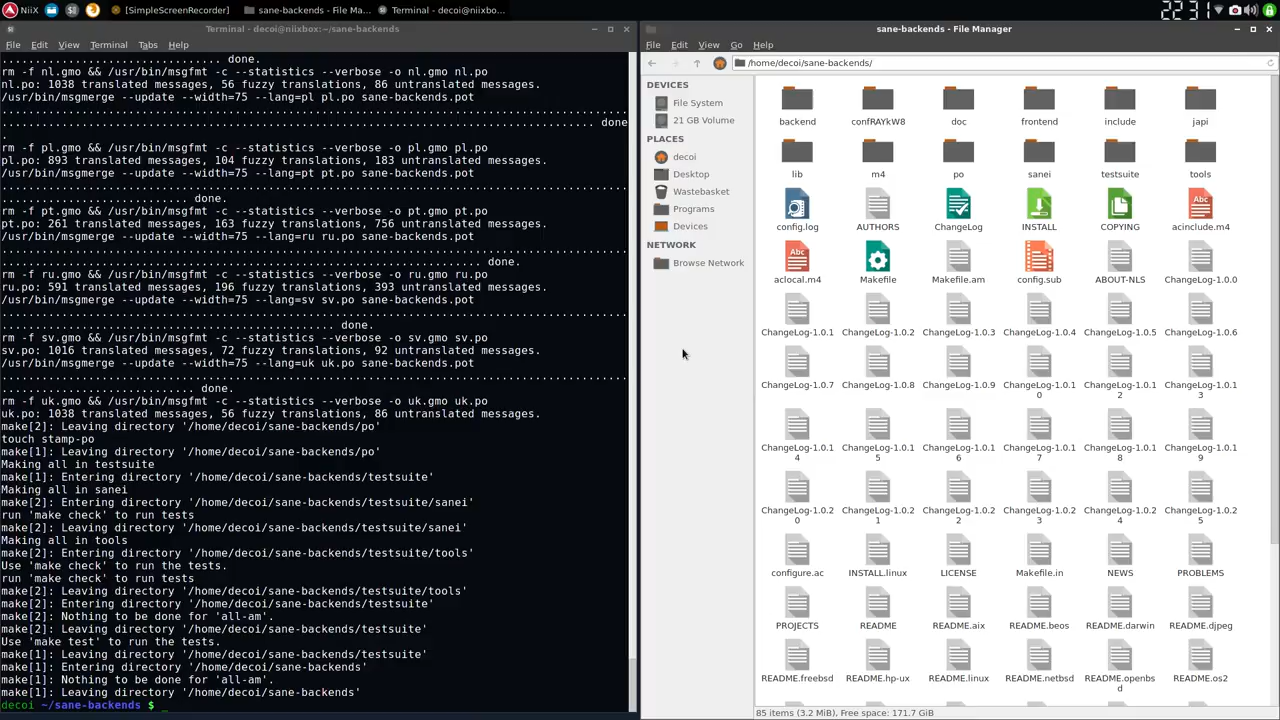 NiiX
[SimpleScreenRecorder]
sane-backends - File Ma...
Terminal - decoi@niixbo...
22 31
Terminal - decoi@niixbox:~/sane-backends
File Edit View Terminal Tabs Help
................................. done.
rm -f nl.gmo && /usr/bin/msgfmt -c --statistics --verbose -o nl.gmo nl.po
nl.po: 1038 translated messages, 56 fuzzy translations, 86 untranslated messages.
/usr/bin/msgmerge --update --width=75 --lang=pl pl.po sane-backends.pot
............................................................................................... done
.
rm -f pl.gmo && /usr/bin/msgfmt -c --statistics --verbose -o pl.gmo pl.po
pl.po: 893 translated messages, 104 fuzzy translations, 183 untranslated messages.
/usr/bin/msgmerge --update --width=75 --lang=pt pt.po sane-backends.pot
............................. done.
rm -f pt.gmo && /usr/bin/msgfmt -c --statistics --verbose -o pt.gmo pt.po
pt.po: 261 translated messages, 163 fuzzy translations, 756 untranslated messages.
/usr/bin/msgmerge --update --width=75 --lang=ru ru.po sane-backends.pot
............................................................................. done.
rm -f ru.gmo && /usr/bin/msgfmt -c --statistics --verbose -o ru.gmo ru.po
ru.po: 591 translated messages, 196 fuzzy translations, 393 untranslated messages.
/usr/bin/msgmerge --update --width=75 --lang=sv sv.po sane-backends.pot
.................................................... done.
rm -f sv.gmo && /usr/bin/msgfmt -c --statistics --verbose -o sv.gmo sv.po
sv.po: 1016 translated messages, 72 fuzzy translations, 92 untranslated messages.
/usr/bin/msgmerge --update --width=75 --lang=uk uk.po sane-backends.pot
.............................. done.
rm -f uk.gmo && /usr/bin/msgfmt -c --statistics --verbose -o uk.gmo uk.po
uk.po: 1038 translated messages, 56 fuzzy translations, 86 untranslated messages.
make[2]: Leaving directory '/home/decoi/sane-backends/po'
touch stamp-po
make[1]: Leaving directory '/home/decoi/sane-backends/po'
Making all in testsuite
make[1]: Entering directory '/home/decoi/sane-backends/testsuite'
Making all in sanei
make[2]: Entering directory '/home/decoi/sane-backends/testsuite/sanei'
run 'make check' to run tests
make[2]: Leaving directory '/home/decoi/sane-backends/testsuite/sanei'
Making all in tools
make[2]: Entering directory '/home/decoi/sane-backends/testsuite/tools'
Use 'make check' to run the tests.
run 'make check' to run tests
make[2]: Leaving directory '/home/decoi/sane-backends/testsuite/tools'
make[2]: Entering directory '/home/decoi/sane-backends/testsuite'
make[2]: Nothing to be done for 'all-am'.
make[2]: Leaving directory '/home/decoi/sane-backends/testsuite'
Use 'make test' to run tests.
make[1]: Leaving directory '/home/decoi/sane-backends/testsuite'
make[1]: Entering directory '/home/decoi/sane-backends'
make[1]: Nothing to be done for 'all-am'.
make[1]: Leaving directory '/home/decoi/sane-backends'
decoi ~/sane-backends $ _
sane-backends - File Manager
File Edit View Go Help
/home/decoi/sane-backends/
DEVICES
File System
21 GB Volume
PLACES
decoi
Desktop
Wastebasket
Programs
Devices
NETWORK
Browse Network
backend confRAYkW8 doc frontend include japi
lib m4 po sanei testsuite tools
config.log AUTHORS ChangeLog INSTALL COPYING acinclude.m4
aclocal.m4 Makefile Makefile.am config.sub ABOUT-NLS ChangeLog-1.0.0
ChangeLog-1.0.1 ChangeLog-1.0.2 ChangeLog-1.0.3 ChangeLog-1.0.4 ChangeLog-1.0.5 ChangeLog-1.0.6
ChangeLog-1.0.7 ChangeLog-1.0.8 ChangeLog-1.0.9 ChangeLog-1.0.1 ChangeLog-1.0.1 ChangeLog-1.0.1
0 2 3
ChangeLog-1.0.1 ChangeLog-1.0.1 ChangeLog-1.0.1 ChangeLog-1.0.1 ChangeLog-1.0.1 ChangeLog-1.0.1
4 5 6 7 8 9
ChangeLog-1.0.2 ChangeLog-1.0.2 ChangeLog-1.0.2 ChangeLog-1.0.2 ChangeLog-1.0.2 ChangeLog-1.0.2
0 1 2 3 4 5
configure.ac INSTALL.linux LICENSE Makefile.in NEWS PROBLEMS
PROJECTS README README.aix README.beos README.darwin README.djpeg
README.freebsd README.hp-ux README.linux README.netbsd README.openbs README.os2
d
85 items (3.2 MiB), Free space: 171.7 GiB